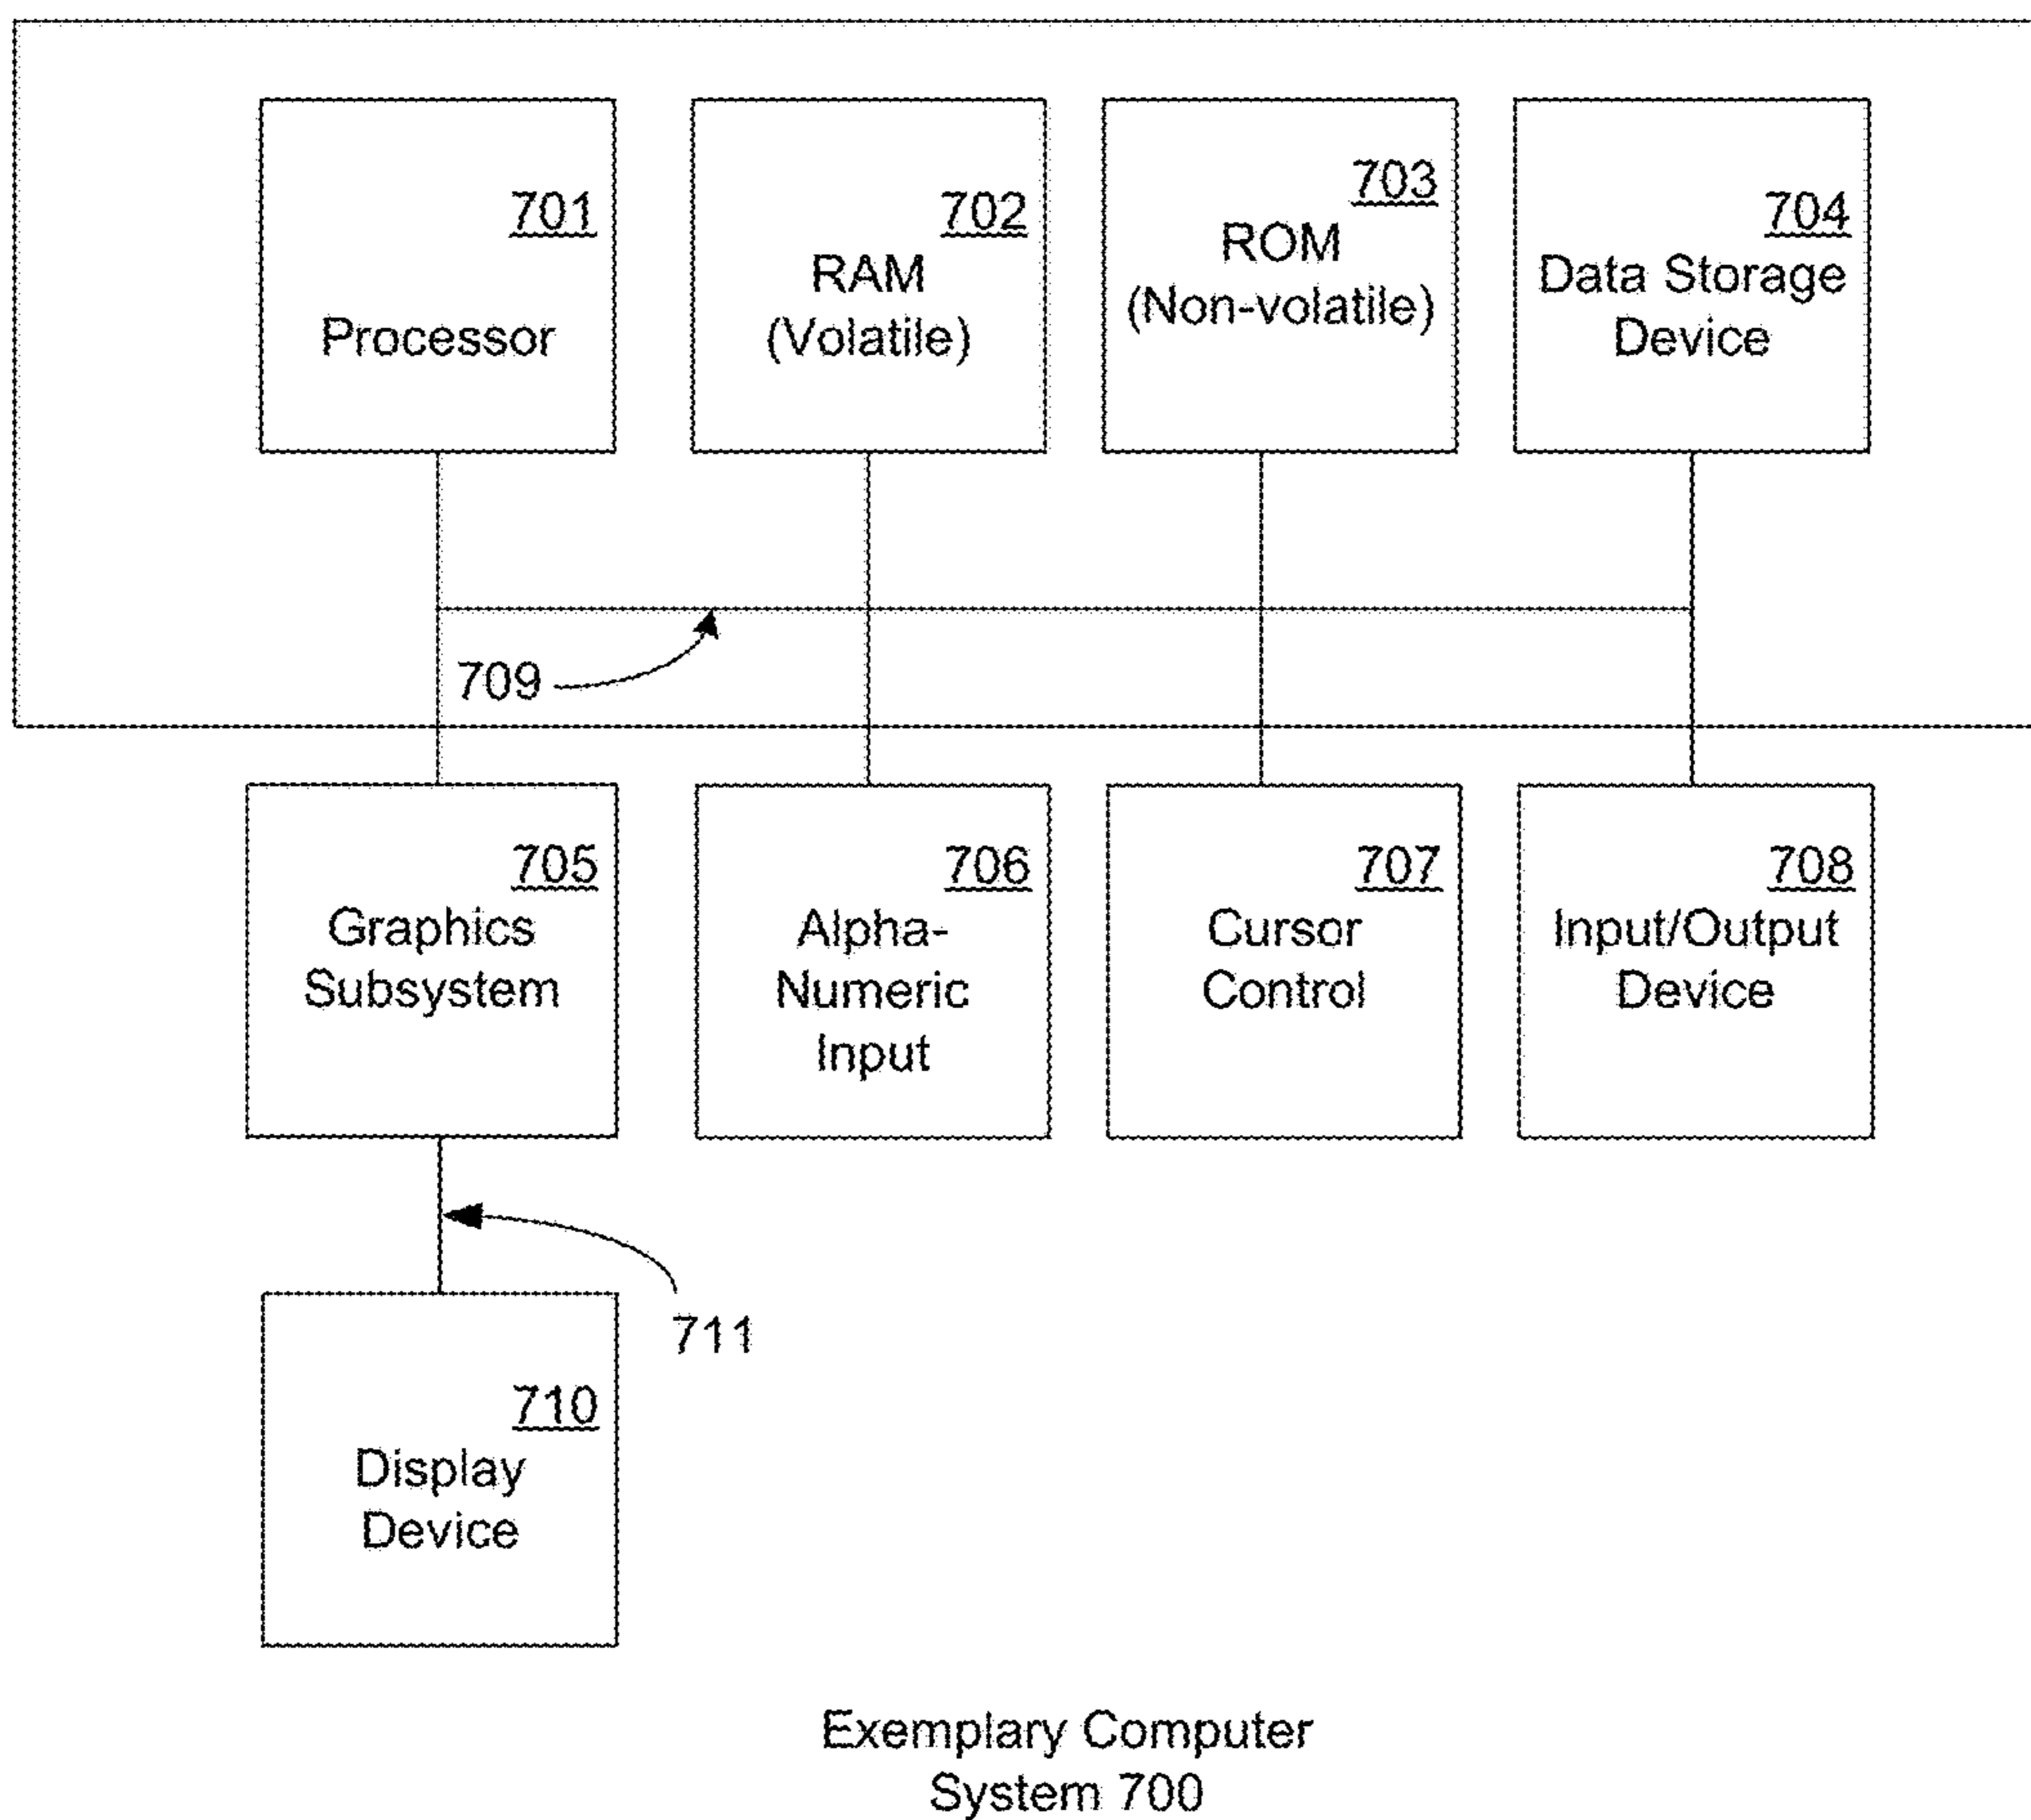 701
Processor
702
RAM
(Volatile)
703
ROM
(Non-volatile)
704
Data Storage
Device
709
705
Graphics
Subsystem
706
Alpha-
Numeric
Input
707
Cursor
Control
708
Input/Output
Device
711
710
Display
Device
Exemplary Computer
System 700